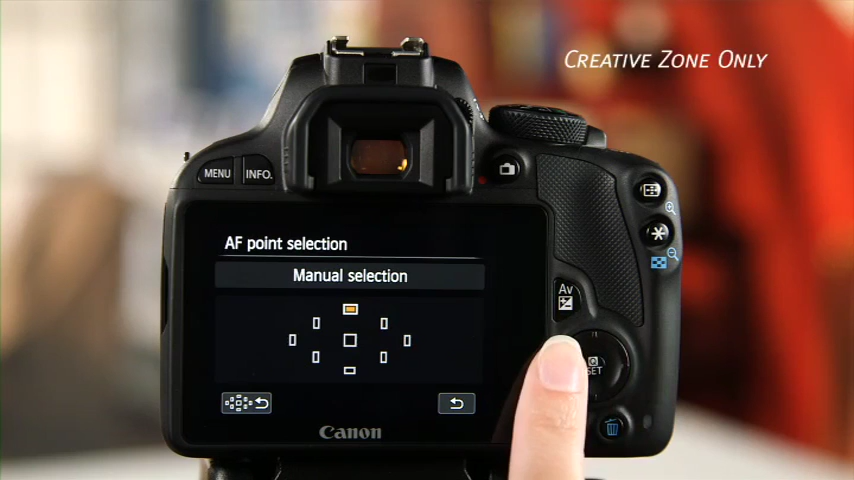 CREATIVE ZONE ONLY
MENU
INFO.
AF point selection
Manual selection
Av
Q
SET
Canon